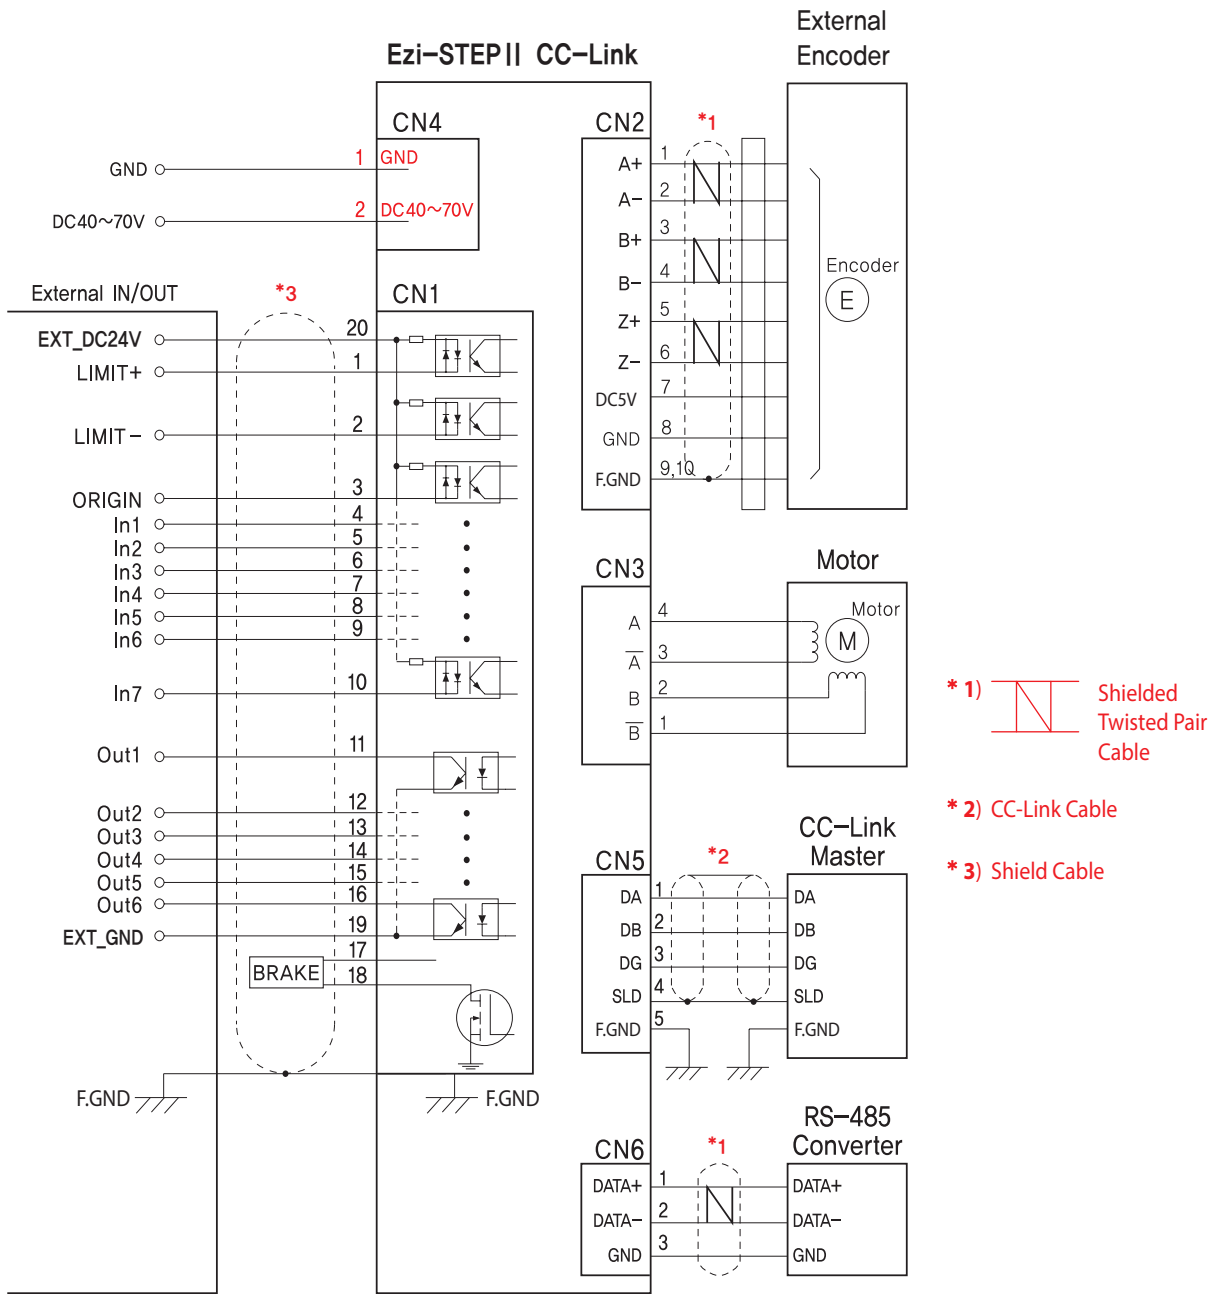 External
Encoder
Ezi-STEP II CC-Link
CN4
GND
1 GND
DC40~70V
2 DC40~70V
CN2
*1
A+ 1
A- 2
B+ 3
B- 4
Z+ 5
Z- 6
DC5V 7
GND 8
F.GND 9,10
Encoder
E
External IN/OUT
*3
CN1
EXT_DC24V 20
LIMIT+ 1
LIMIT- 2
ORIGIN 3
In1 4
In2 5
In3 6
In4 7
In5 8
In6 9
In7 10
Out1 11
Out2 12
Out3 13
Out4 14
Out5 15
Out6 16
EXT_GND 19
17
BRAKE 18
F.GND
F.GND
CN3
Motor
A 4
A̅ 3
B 2
B̅ 1
Motor
M
CN5
*2
CC-Link
Master
DA 1 DA
DB 2 DB
DG 3 DG
SLD 4 SLD
F.GND 5 F.GND
CN6
*1
RS-485
Converter
DATA+ 1 DATA+
DATA- 2 DATA-
GND 3 GND
* 1) Shielded
Twisted Pair
Cable
* 2) CC-Link Cable
* 3) Shield Cable